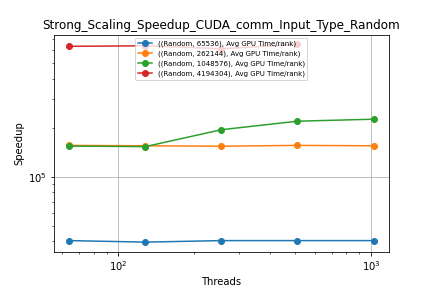 Strong_Scaling_Speedup_CUDA_comm_Input_Type_Random
((Random, 65536), Avg GPU Time/rank)
((Random, 262144), Avg GPU Time/rank)
((Random, 1048576), Avg GPU Time/rank)
((Random, 4194304), Avg GPU Time/rank)
Speedup
10^5
10^2
10^3
Threads